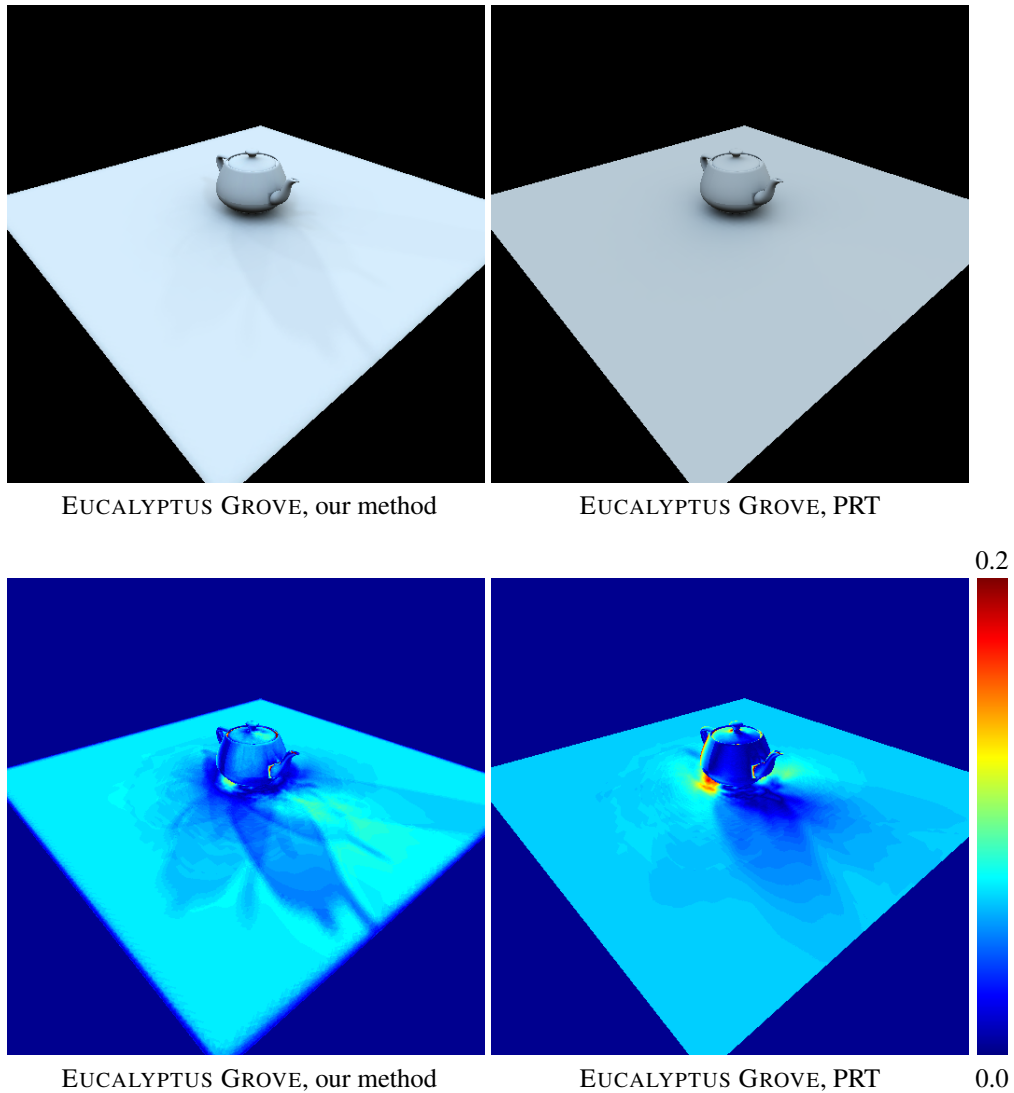 EUCALYPTUS GROVE, our method
EUCALYPTUS GROVE, PRT
0.2
EUCALYPTUS GROVE, our method
EUCALYPTUS GROVE, PRT
0.0